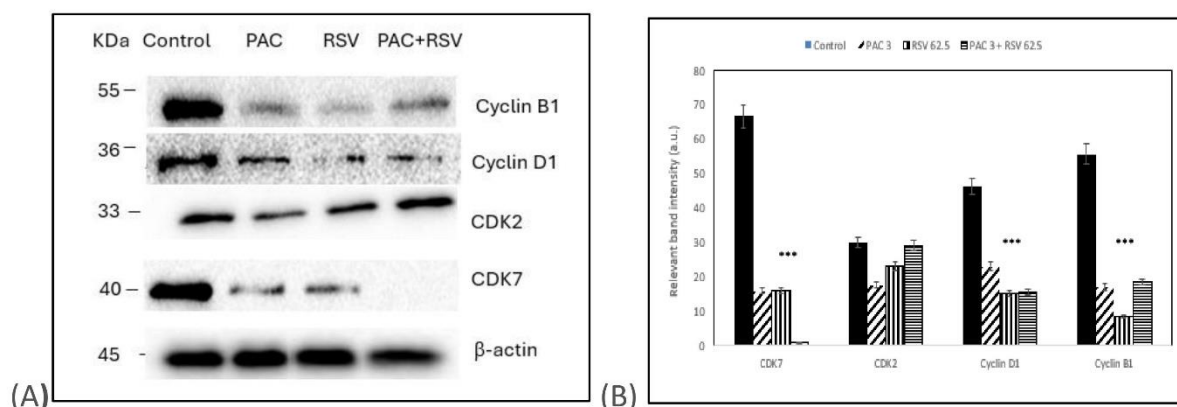 KDa Control PAC RSV PAC+RSV
55 Cyclin B1
36 Cyclin D1
33 CDK2
40 CDK7
45 β-actin
(A)
Control PAC 3 RSV 62.5 PAC 3 + RSV 62.5
Relevant band intensity (a.u.)
80
70
60
50
40
30
20
10
0
***
***
***
CDK7 CDK2 Cyclin D1 Cyclin B1
(B)